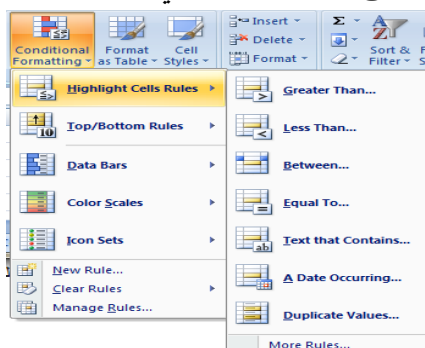 Conditional Formatting
Format as Table
Cell Styles
Insert
Delete
Format
Σ
Sort & Filter
Highlight Cells Rules
Top/Bottom Rules
Data Bars
Color Scales
Icon Sets
New Rule...
Clear Rules
Manage Rules...
Greater Than...
Less Than...
Between...
Equal To...
Text that Contains...
A Date Occurring...
Duplicate Values...
More Rules...